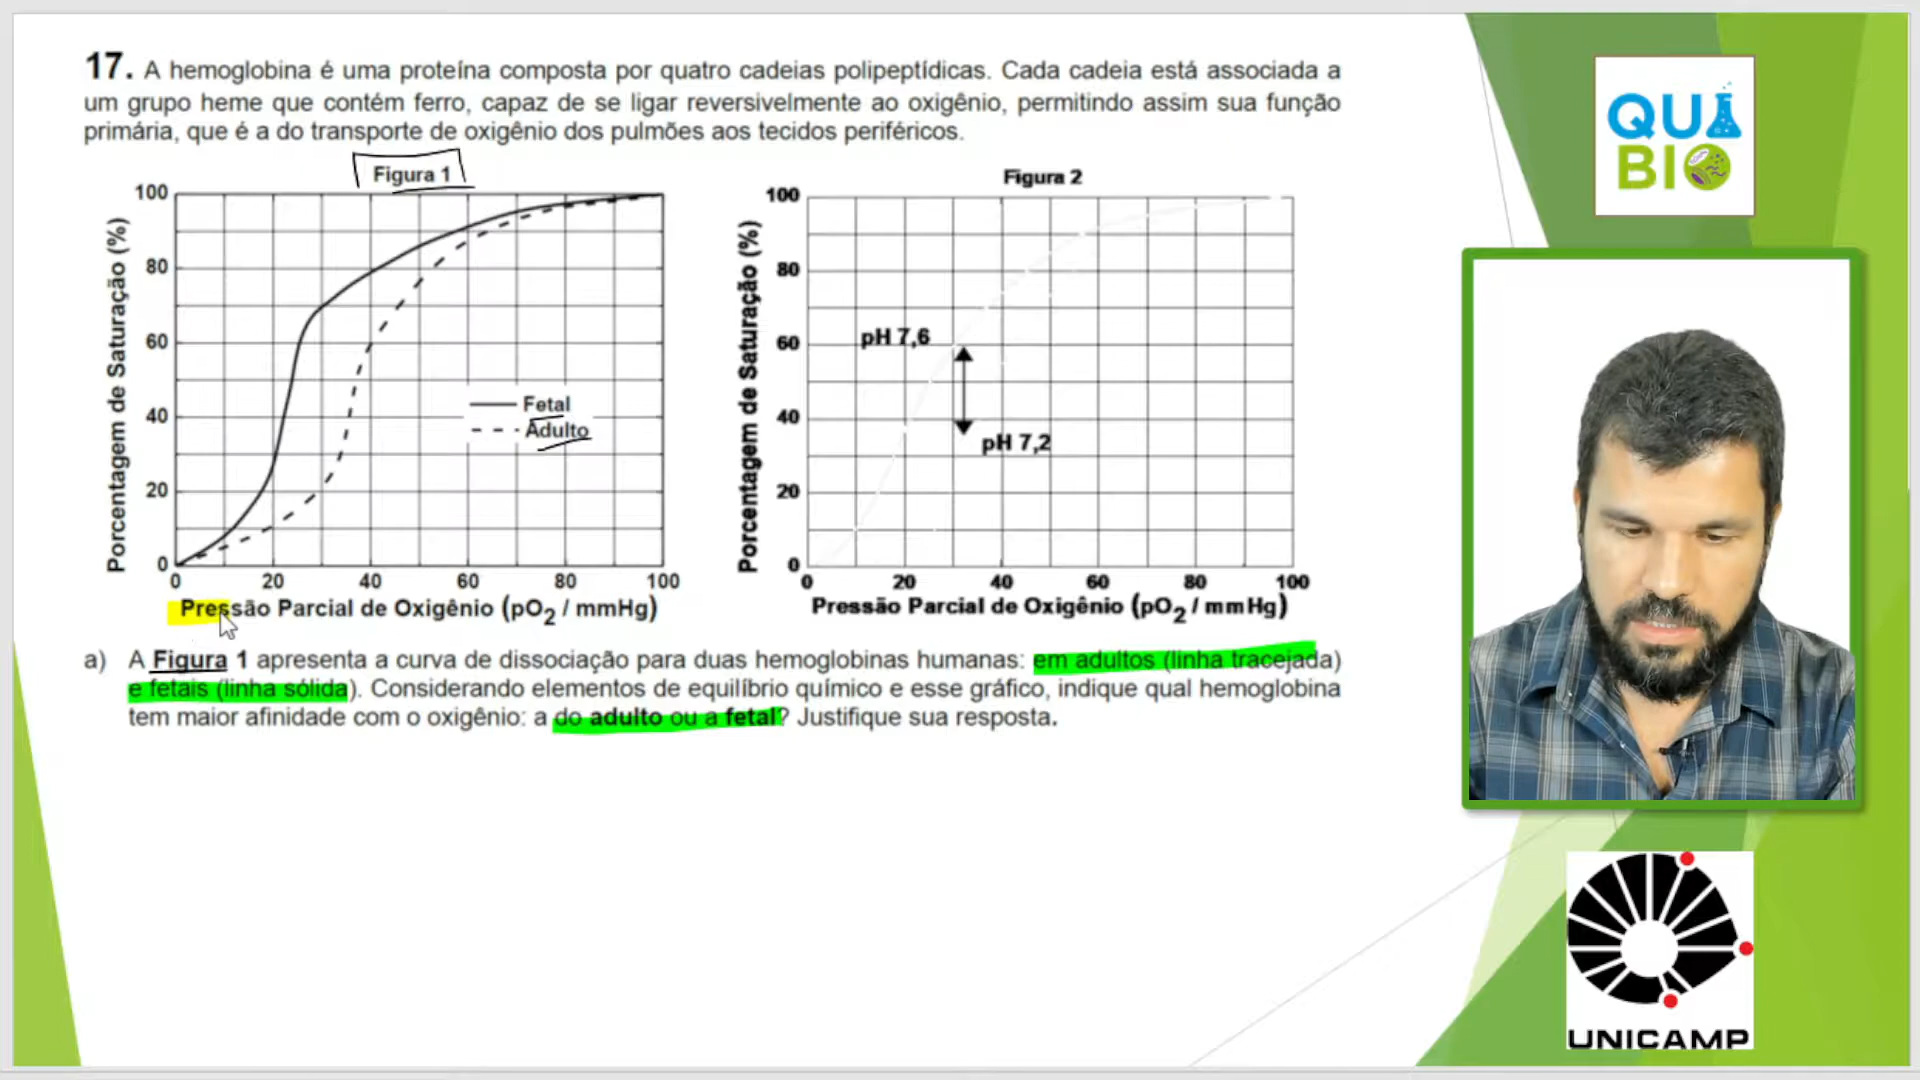 17. A hemoglobina é uma proteína composta por quatro cadeias polipeptídicas. Cada cadeia está associada a
um grupo heme que contém ferro, capaz de se ligar reversivelmente ao oxigênio, permitindo assim sua função
primária, que é a do transporte de oxigênio dos pulmões aos tecidos periféricos.
Figura 1
Porcentagem de Saturação (%)
100
80
60
40
20
0
Fetal
Adulto
0 20 40 60 80 100
Pressão Parcial de Oxigênio (pO2 / mmHg)
Figura 2
Porcentagem de Saturação (%)
100
80
60
40
20
0
pH 7,6
pH 7,2
0 20 40 60 80 100
Pressão Parcial de Oxigênio (pO2 / mmHg)
a) A Figura 1 apresenta a curva de dissociação para duas hemoglobinas humanas: em adultos (linha tracejada)
e fetais (linha sólida). Considerando elementos de equilíbrio químico e esse gráfico, indique qual hemoglobina
tem maior afinidade com o oxigênio: a do adulto ou a fetal? Justifique sua resposta.
QUI
BIO
UNICAMP